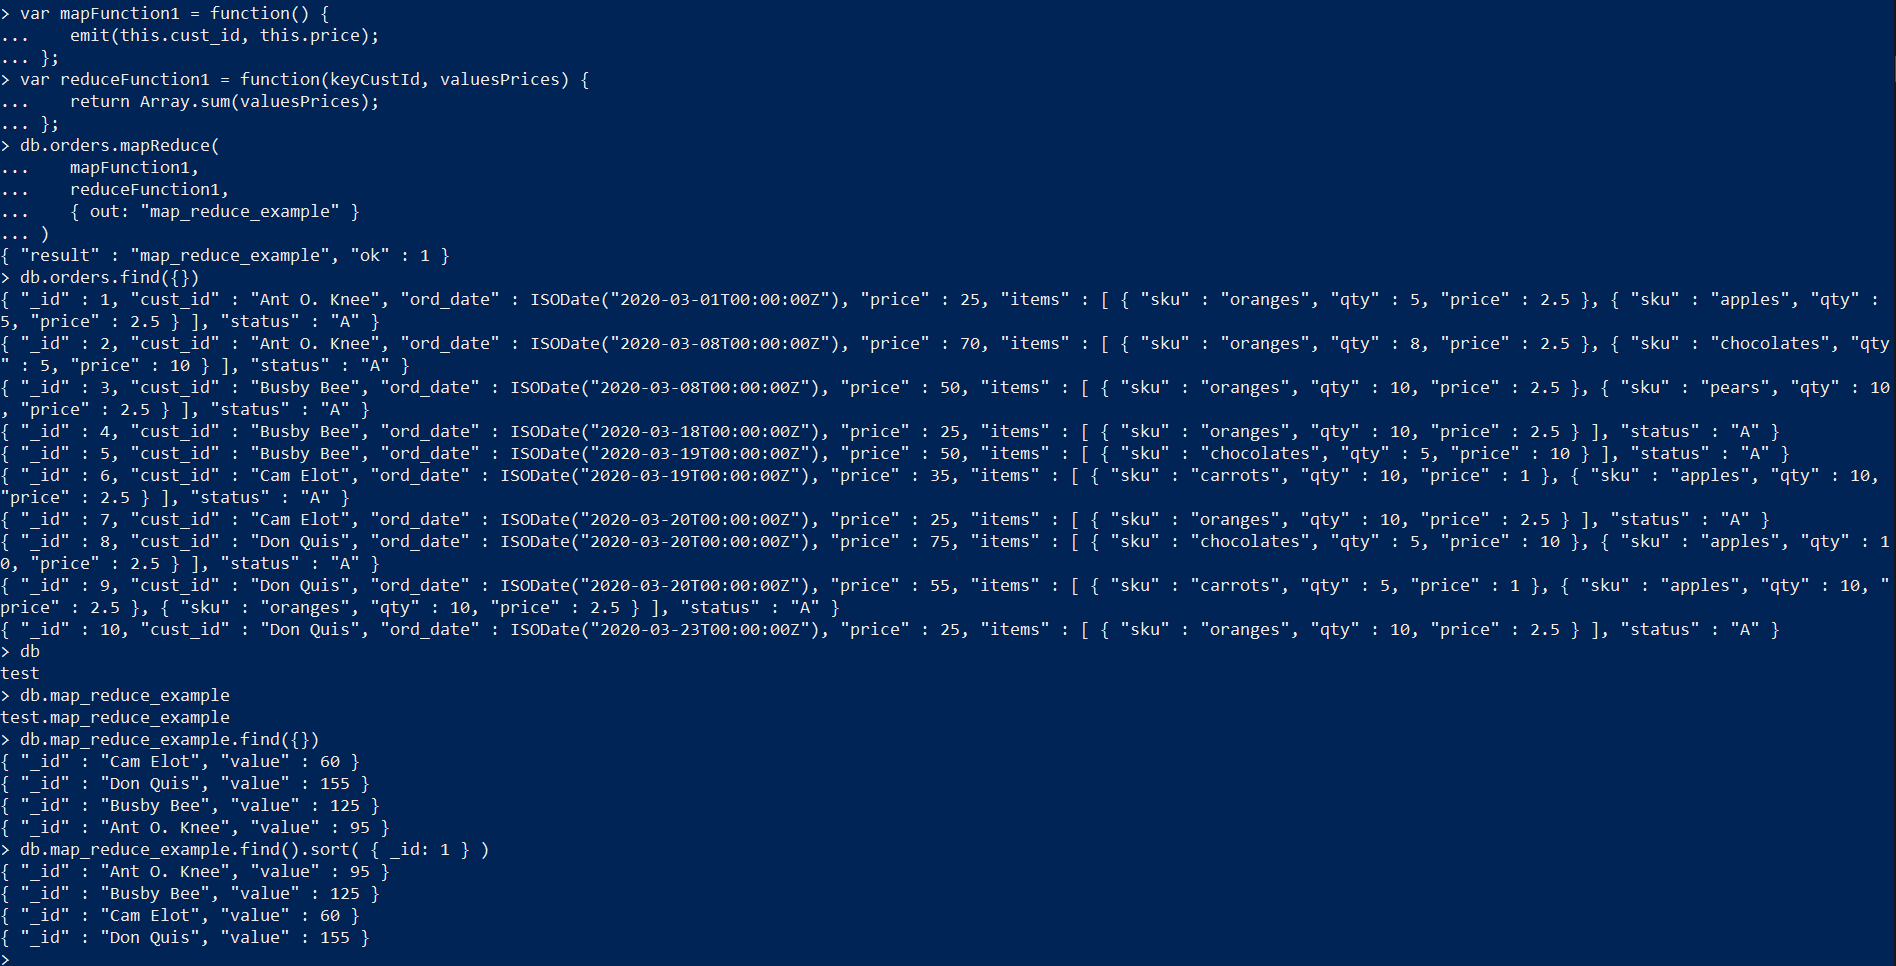 > var mapFunction1 = function() {
...    emit(this.cust_id, this.price);
... };
> var reduceFunction1 = function(keyCustId, valuesPrices) {
...    return Array.sum(valuesPrices);
... };
> db.orders.mapReduce(
...    mapFunction1,
...    reduceFunction1,
...    { out: "map_reduce_example" }
... )
{ "result" : "map_reduce_example", "ok" : 1 }
> db.orders.find({})
{ "_id" : 1, "cust_id" : "Ant O. Knee", "ord_date" : ISODate("2020-03-01T00:00:00Z"), "price" : 25, "items" : [ { "sku" : "oranges", "qty" : 5, "price" : 2.5 }, { "sku" : "apples", "qty" :
5, "price" : 2.5 } ], "status" : "A" }
{ "_id" : 2, "cust_id" : "Ant O. Knee", "ord_date" : ISODate("2020-03-08T00:00:00Z"), "price" : 70, "items" : [ { "sku" : "oranges", "qty" : 8, "price" : 2.5 }, { "sku" : "chocolates", "qty
" : 5, "price" : 10 } ], "status" : "A" }
{ "_id" : 3, "cust_id" : "Busby Bee", "ord_date" : ISODate("2020-03-08T00:00:00Z"), "price" : 50, "items" : [ { "sku" : "oranges", "qty" : 10, "price" : 2.5 }, { "sku" : "pears", "qty" : 10
, "price" : 2.5 } ], "status" : "A" }
{ "_id" : 4, "cust_id" : "Busby Bee", "ord_date" : ISODate("2020-03-18T00:00:00Z"), "price" : 25, "items" : [ { "sku" : "oranges", "qty" : 10, "price" : 2.5 } ], "status" : "A" }
{ "_id" : 5, "cust_id" : "Busby Bee", "ord_date" : ISODate("2020-03-19T00:00:00Z"), "price" : 50, "items" : [ { "sku" : "chocolates", "qty" : 5, "price" : 10 } ], "status" : "A" }
{ "_id" : 6, "cust_id" : "Cam Elot", "ord_date" : ISODate("2020-03-19T00:00:00Z"), "price" : 35, "items" : [ { "sku" : "carrots", "qty" : 10, "price" : 1 }, { "sku" : "apples", "qty" : 10,
"price" : 2.5 } ], "status" : "A" }
{ "_id" : 7, "cust_id" : "Cam Elot", "ord_date" : ISODate("2020-03-20T00:00:00Z"), "price" : 25, "items" : [ { "sku" : "oranges", "qty" : 10, "price" : 2.5 } ], "status" : "A" }
{ "_id" : 8, "cust_id" : "Don Quis", "ord_date" : ISODate("2020-03-20T00:00:00Z"), "price" : 75, "items" : [ { "sku" : "chocolates", "qty" : 5, "price" : 10 }, { "sku" : "apples", "qty" : 1
0, "price" : 2.5 } ], "status" : "A" }
{ "_id" : 9, "cust_id" : "Don Quis", "ord_date" : ISODate("2020-03-20T00:00:00Z"), "price" : 55, "items" : [ { "sku" : "carrots", "qty" : 5, "price" : 1 }, { "sku" : "apples", "qty" : 10, "
price" : 2.5 }, { "sku" : "oranges", "qty" : 10, "price" : 2.5 } ], "status" : "A" }
{ "_id" : 10, "cust_id" : "Don Quis", "ord_date" : ISODate("2020-03-23T00:00:00Z"), "price" : 25, "items" : [ { "sku" : "oranges", "qty" : 10, "price" : 2.5 } ], "status" : "A" }
> db
test
> db.map_reduce_example
test.map_reduce_example
> db.map_reduce_example.find({})
{ "_id" : "Cam Elot", "value" : 60 }
{ "_id" : "Don Quis", "value" : 155 }
{ "_id" : "Busby Bee", "value" : 125 }
{ "_id" : "Ant O. Knee", "value" : 95 }
> db.map_reduce_example.find().sort( { _id: 1 } )
{ "_id" : "Ant O. Knee", "value" : 95 }
{ "_id" : "Busby Bee", "value" : 125 }
{ "_id" : "Cam Elot", "value" : 60 }
{ "_id" : "Don Quis", "value" : 155 }
>